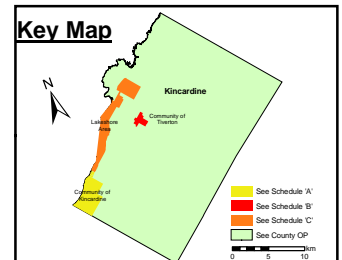 Key Map
N
Kincardine
Lakeshore
Area
Community of
Tiverton
Community of
Kincardine
See Schedule 'A'
See Schedule 'B'
See Schedule 'C'
See County OP
km
0 5 10